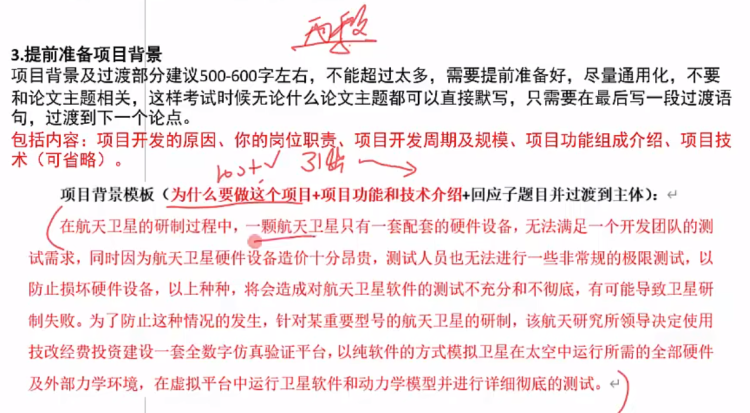 两段
3.提前准备项目背景
项目背景及过渡部分建议500-600字左右，不能超过太多，需要提前准备好，尽量通用化，不要
和论文主题相关，这样考试时候无论什么论文主题都可以直接默写，只需要在最后写一段过渡语
句，过渡到下一个论点。
包括内容：项目开发的原因、你的岗位职责、项目开发周期及规模、项目功能组成介绍、项目技
术（可省略）。
项目背景模板（为什么要做这个项目+项目功能和技术介绍+回应子题目并过渡到主体）：
在航天卫星的研制过程中，一颗航天卫星只有一套配套的硬件设备，无法满足一个开发团队的测
试需求，同时因为航天卫星硬件设备造价十分昂贵，测试人员也无法进行一些非常规的极限测试，以
防止损坏硬件设备，以上种种，将会造成对航天卫星软件的测试不充分和不彻底，有可能导致卫星研
制失败。为了防止这种情况的发生，针对某重要型号的航天卫星的研制，该航天研究所领导决定使用
技改经费投资建设一套全数字仿真验证平台，以纯软件的方式模拟卫星在太空中运行所需的全部硬件
及外部力学环境，在虚拟平台中运行卫星软件和动力学模型并进行详细彻底的测试。